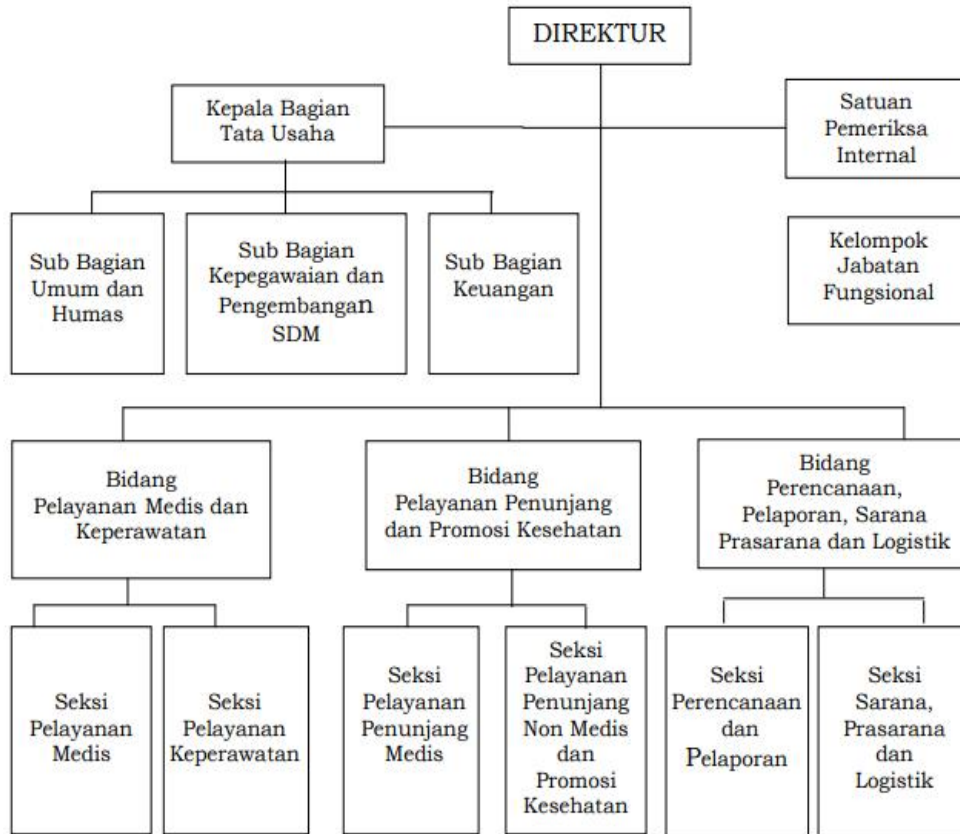 DIREKTUR
Kepala Bagian
Tata Usaha
Satuan
Pemeriksa
Internal
Sub Bagian
Umum dan
Humas
Sub Bagian
Kepegawaian dan
Pengembangan
SDM
Sub Bagian
Keuangan
Kelompok
Jabatan
Fungsional
Bidang
Pelayanan Medis dan
Keperawatan
Bidang
Pelayanan Penunjang
dan Promosi Kesehatan
Bidang
Perencanaan,
Pelaporan, Sarana
Prasarana dan Logistik
Seksi
Pelayanan
Medis
Seksi
Pelayanan
Keperawatan
Seksi
Pelayanan
Penunjang
Medis
Seksi
Pelayanan
Penunjang
Non Medis
dan
Promosi
Kesehatan
Seksi
Perencanaan
dan
Pelaporan
Seksi
Sarana,
Prasarana
dan
Logistik